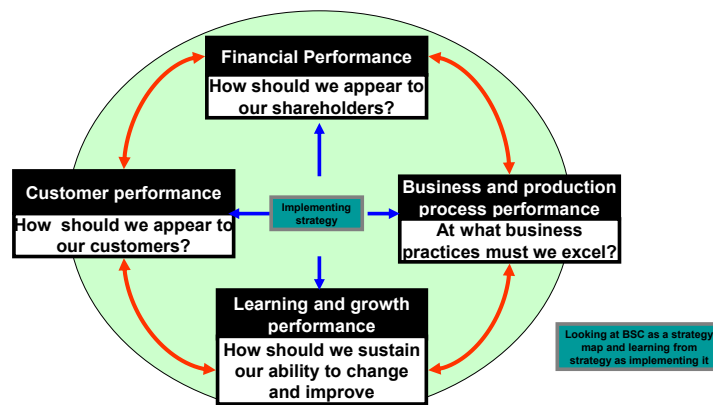 Financial Performance
How should we appear to
our shareholders?
Customer performance
How should we appear to
our customers?
Implementing
strategy
Business and production
process performance
At what business
practices must we excel?
Learning and growth
performance
How should we sustain
our ability to change
and improve
Looking at BSC as a strategy
map and learning from
strategy as implementing it